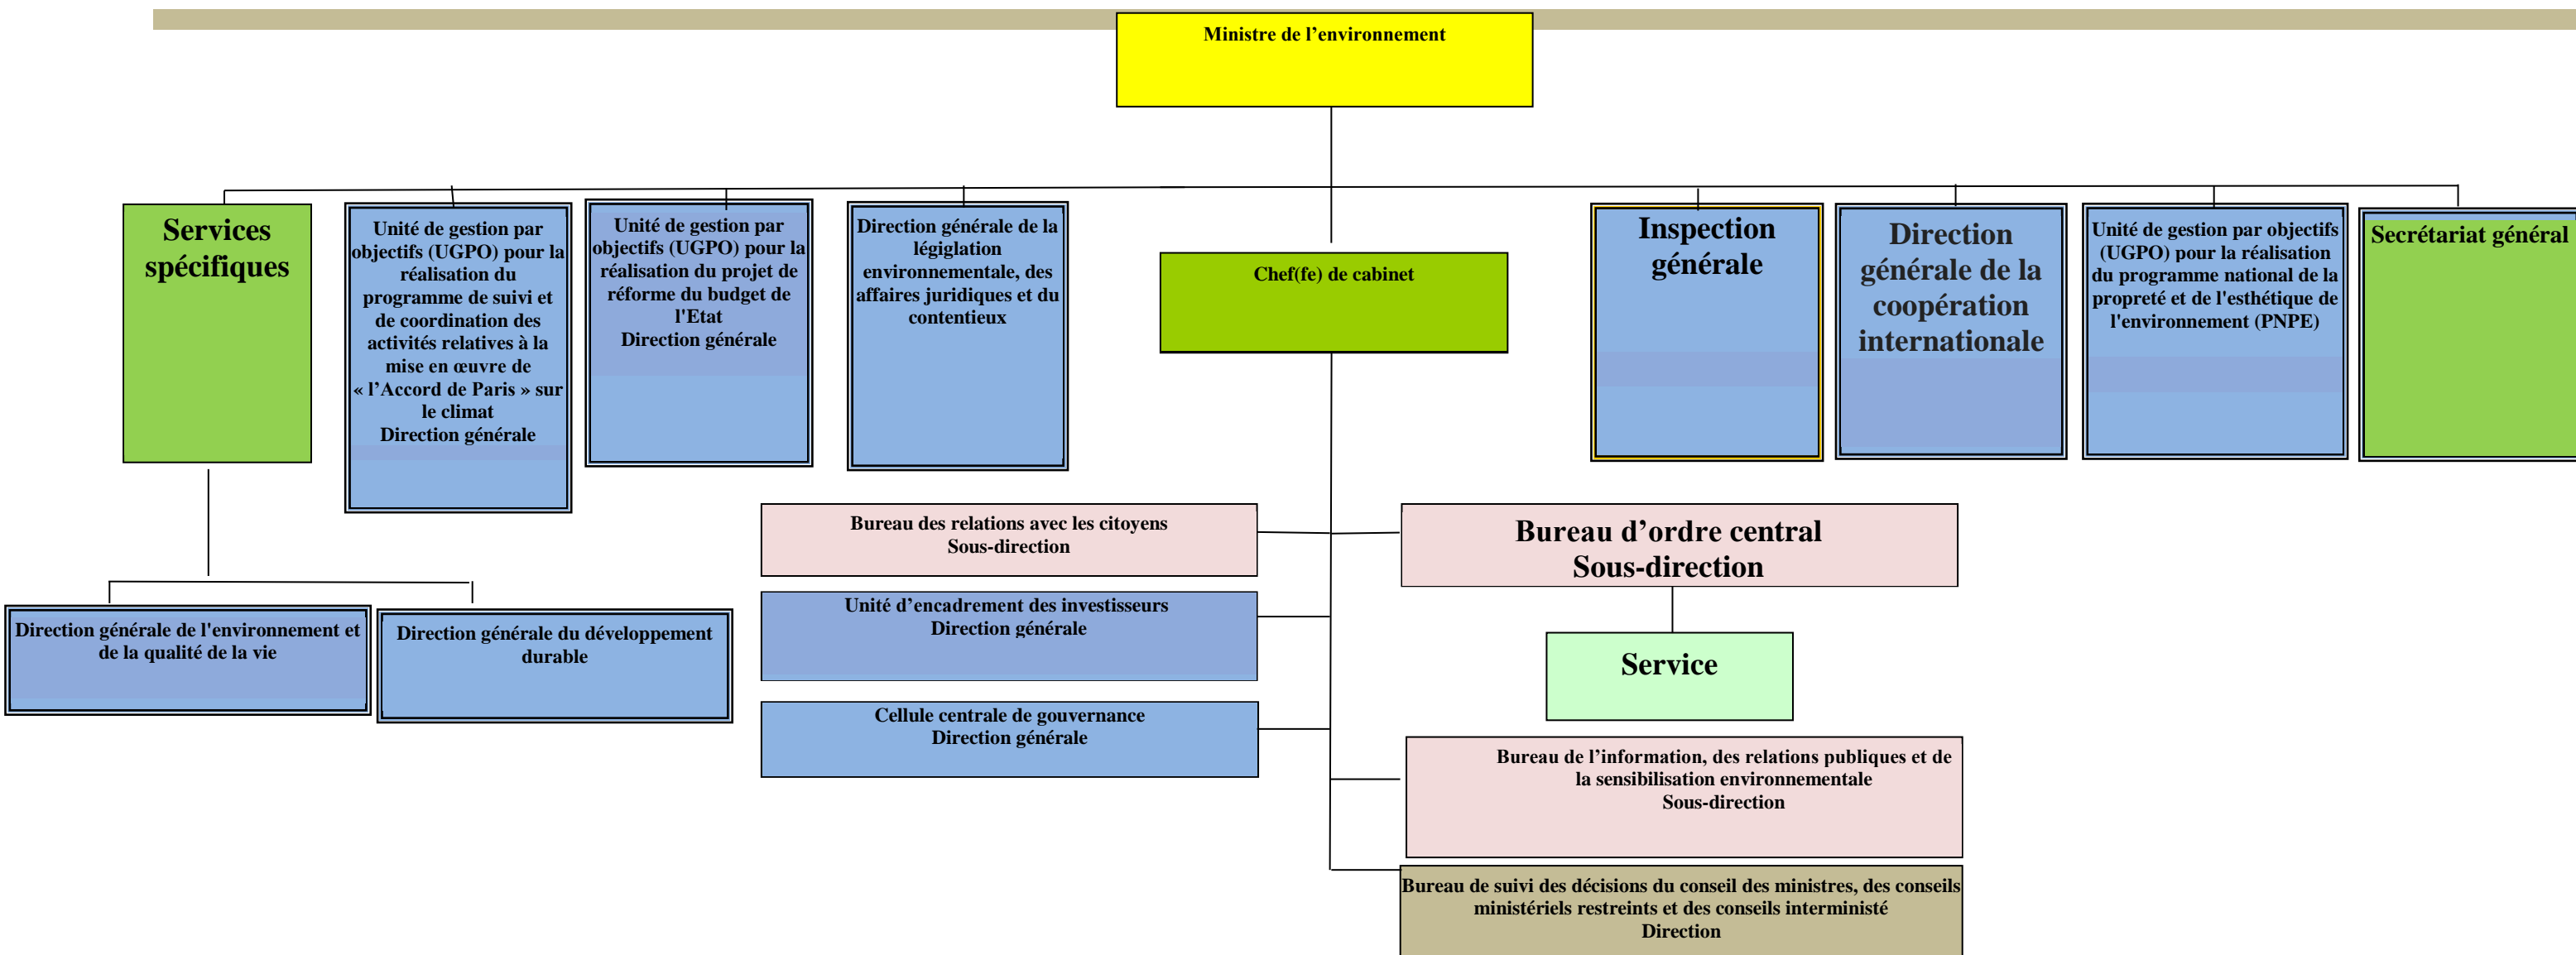 Ministre de l’environnement
Services
spécifiques
Unité de gestion par
objectifs (UGPO) pour la
réalisation du
programme de suivi et
de coordination des
activités relatives à la
mise en œuvre de
« l’Accord de Paris » sur
le climat
Direction générale
Unité de gestion par
objectifs (UGPO) pour la
réalisation du projet de
réforme du budget de
l'Etat
Direction générale
Direction générale de la
législation
environnementale, des
affaires juridiques et du
contentieux
Chef(fe) de cabinet
Inspection
générale
Direction
générale de la
coopération
internationale
Unité de gestion par objectifs
(UGPO) pour la réalisation
du programme national de la
propreté et de l'esthétique de
l'environnement (PNPE)
Secrétariat général
Bureau des relations avec les citoyens
Sous-direction
Bureau d’ordre central
Sous-direction
Unité d’encadrement des investisseurs
Direction générale
Service
Direction générale de l'environnement et
de la qualité de la vie
Direction générale du développement
durable
Cellule centrale de gouvernance
Direction générale
Bureau de l’information, des relations publiques et de
la sensibilisation environnementale
Sous-direction
Bureau de suivi des décisions du conseil des ministres, des conseils
ministériels restreints et des conseils interministé
Direction